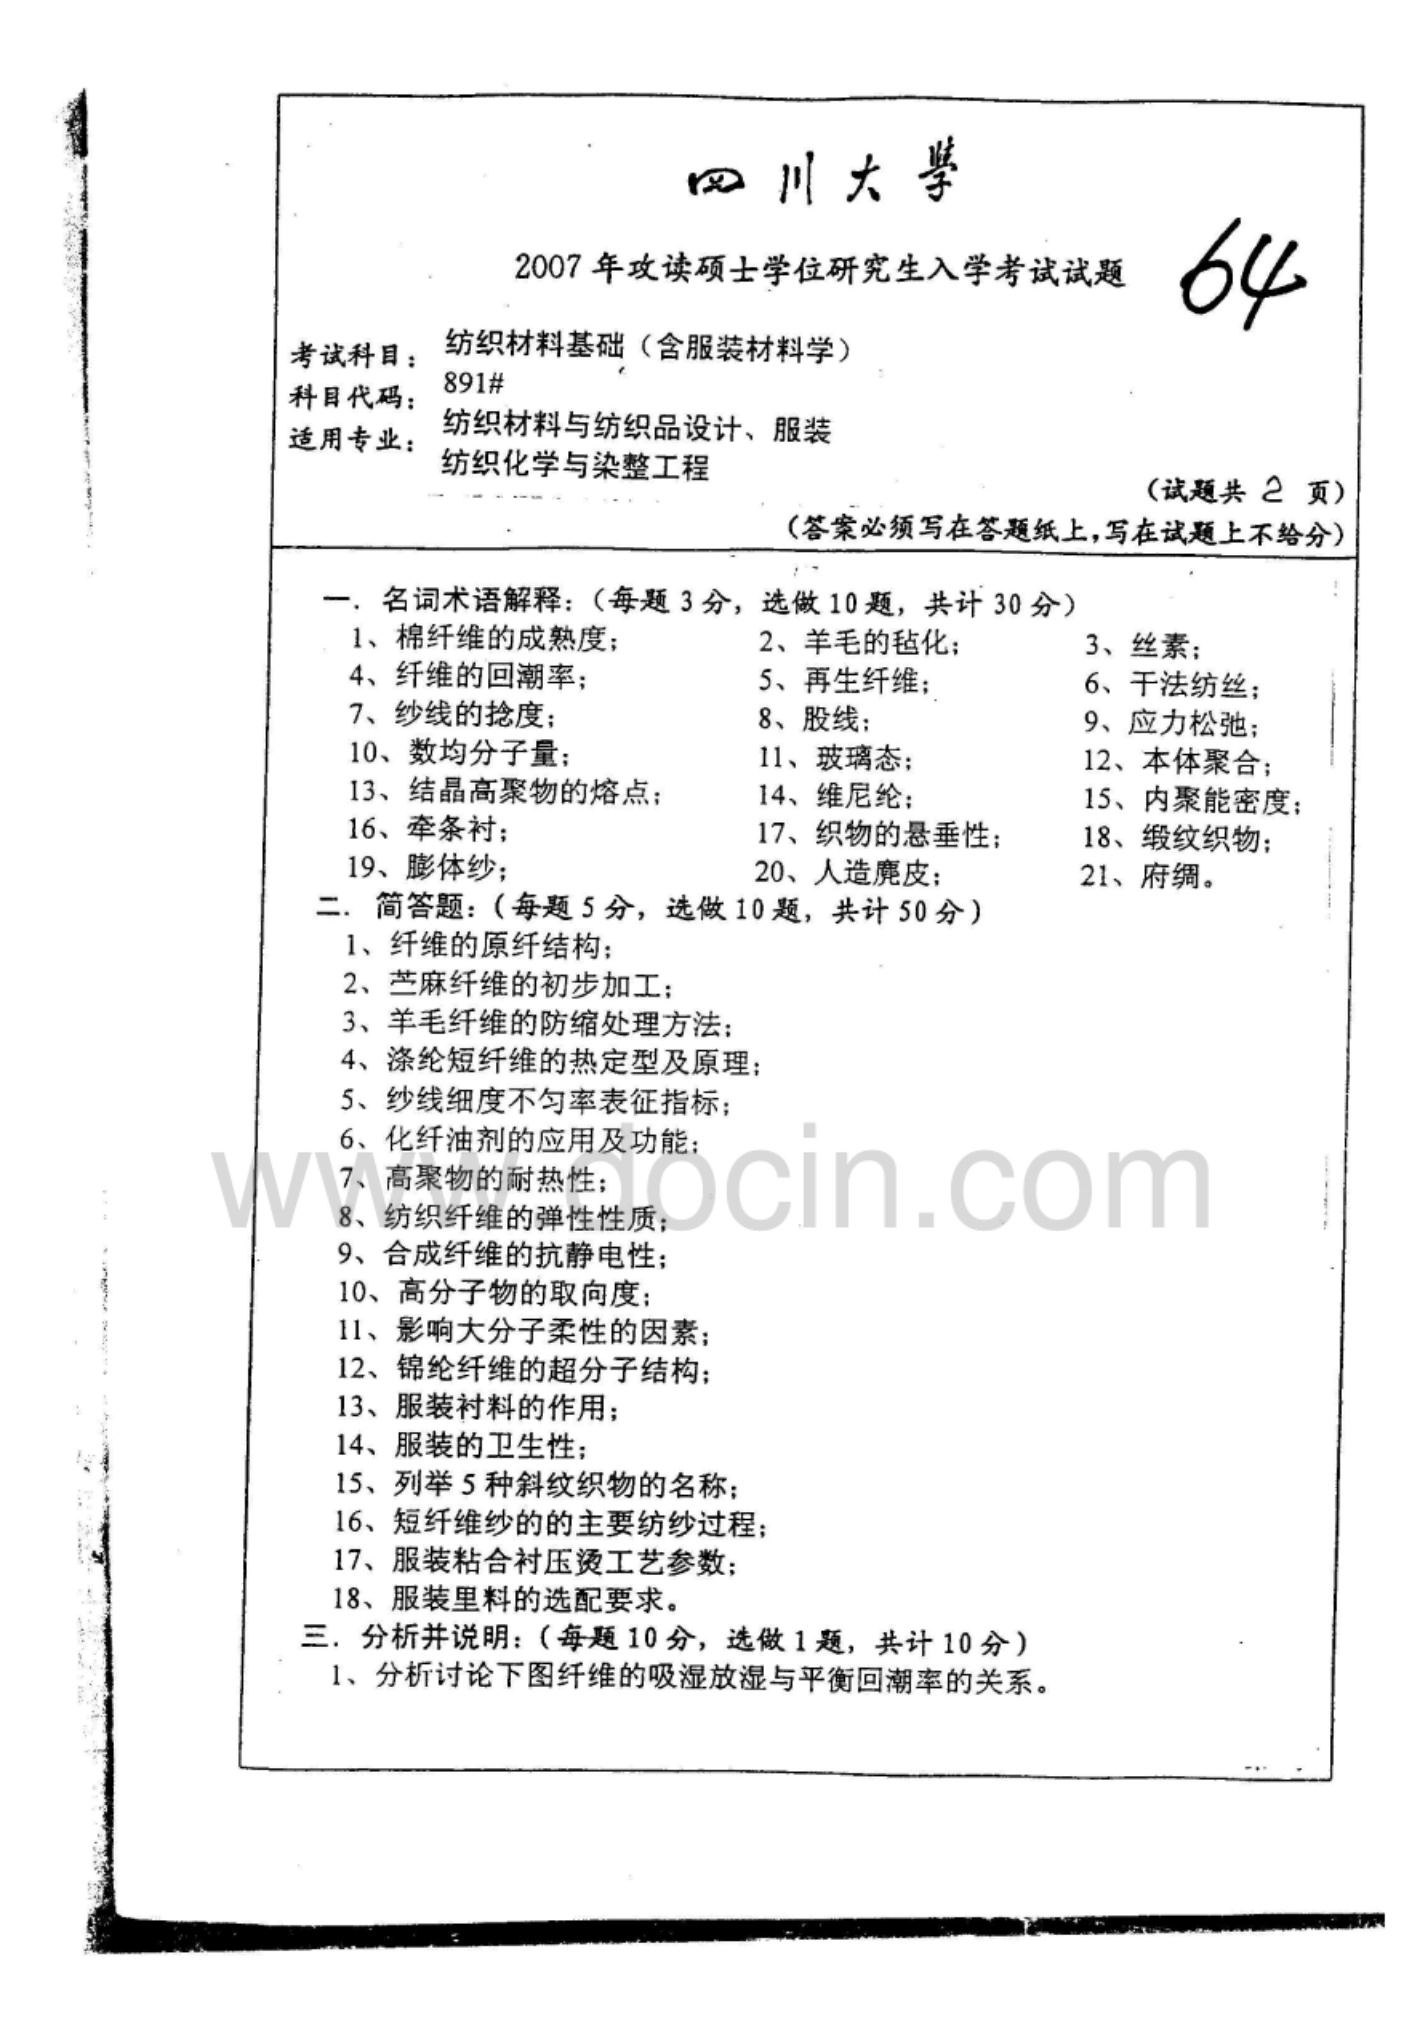 四川大學
2007 年攻读硕士学位研究生入学考试试题
64
考试科目： 纺织材料基础（含服装材料学）
科目代码： 891#
适用专业： 纺织材料与纺织品设计、服装
纺织化学与染整工程
（试题共 2 页）
（答案必须写在答题纸上，写在试题上不给分）
一．名词术语解释：（每题 3 分，选做 10 题，共计 30 分）
1、棉纤维的成熟度； 2、羊毛的毡化； 3、丝素；
4、纤维的回潮率； 5、再生纤维； 6、干法纺丝；
7、纱线的捻度； 8、股线； 9、应力松弛；
10、数均分子量； 11、玻璃态； 12、本体聚合；
13、结晶高聚物的熔点； 14、维尼纶； 15、内聚能密度；
16、牵条衬； 17、织物的悬垂性； 18、缎纹织物；
19、膨体纱； 20、人造麂皮； 21、府绸。
二．简答题：（每题 5 分，选做 10 题，共计 50 分）
1、纤维的原纤结构；
2、苎麻纤维的初步加工；
3、羊毛纤维的防缩处理方法；
4、涤纶短纤维的热定型及原理；
5、纱线细度不匀率表征指标；
6、化纤油剂的应用及功能；
7、高聚物的耐热性；
8、纺织纤维的弹性性质；
9、合成纤维的抗静电性；
10、高分子物的取向度；
11、影响大分子柔性的因素；
12、锦纶纤维的超分子结构；
13、服装衬料的作用；
14、服装的卫生性；
15、列举 5 种斜纹织物的名称；
16、短纤维纱的的主要纺纱过程；
17、服装粘合衬压烫工艺参数；
18、服装里料的选配要求。
三．分析并说明：（每题 10 分，选做 1 题，共计 10 分）
1、分析讨论下图纤维的吸湿放湿与平衡回潮率的关系。
www.docin.com